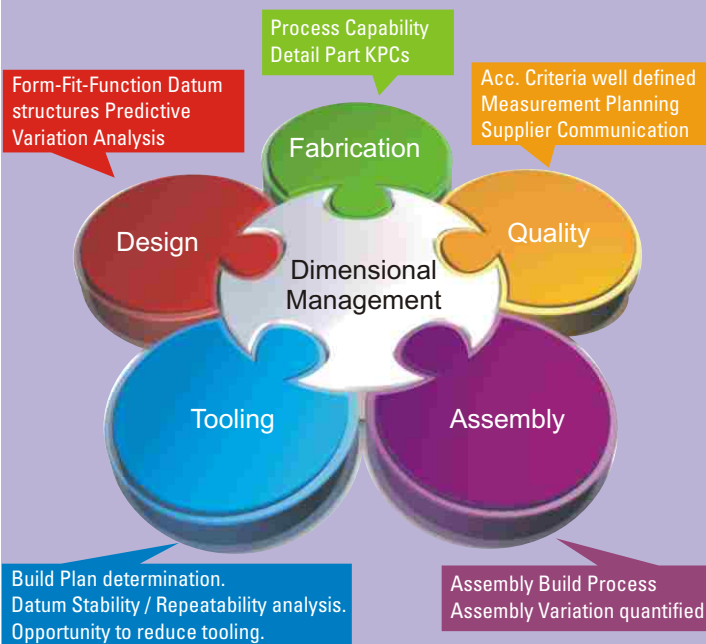 Process Capability
Detail Part KPCs
Form-Fit-Function Datum
structures Predictive
Variation Analysis
Acc. Criteria well defined
Measurement Planning
Supplier Communication
Fabrication
Design
Quality
Dimensional
Management
Tooling
Assembly
Build Plan determination.
Datum Stability / Repeatability analysis.
Opportunity to reduce tooling.
Assembly Build Process
Assembly Variation quantified